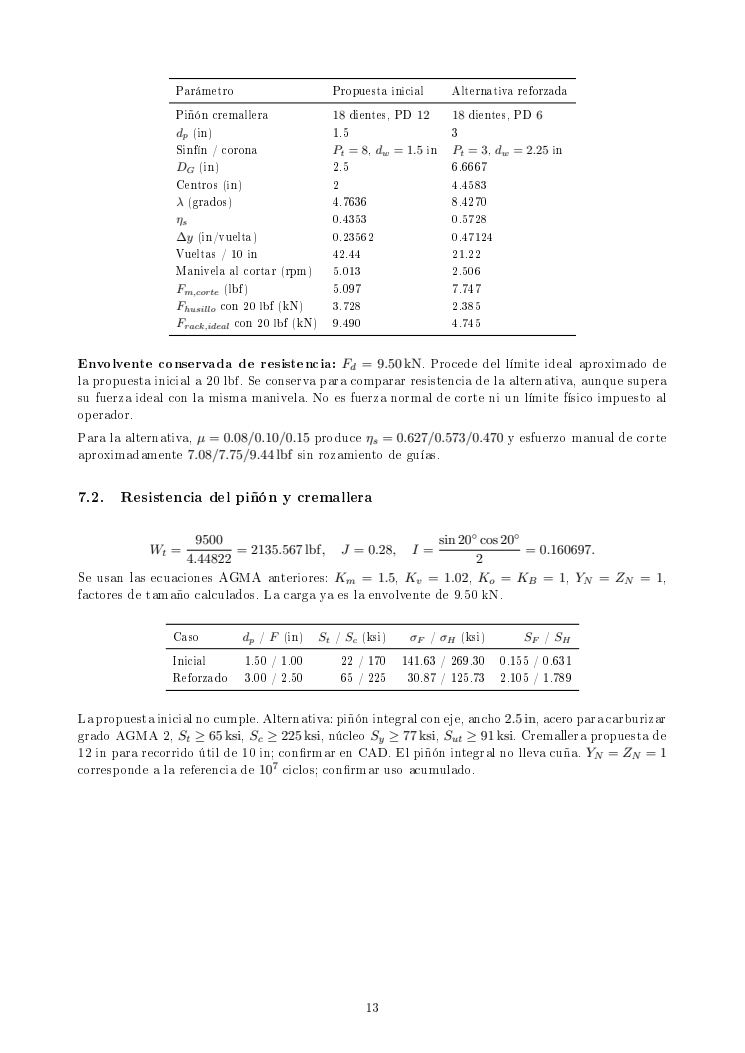 Parámetro Propuesta inicial Alternativa reforzada
Piñón cremallera 18 dientes, PD 12 18 dientes, PD 6
d_p (in) 1.5 3
Sinfín / corona P_t = 8, d_w = 1.5 in P_t = 3, d_w = 2.25 in
D_G (in) 2.5 6.6667
Centros (in) 2 4.4583
λ (grados) 4.7636 8.4270
η_s 0.4353 0.5728
Δy (in/vuelta) 0.23562 0.47124
Vueltas / 10 in 42.44 21.22
Manivela al cortar (rpm) 5.013 2.506
F_{m,corte} (lbf) 5.097 7.747
F_{husillo} con 20 lbf (kN) 3.728 2.385
F_{rack,ideal} con 20 lbf (kN) 9.490 4.745
Envolvente conservada de resistencia: F_d = 9.50 kN. Procede del límite ideal aproximado de
la propuesta inicial a 20 lbf. Se conserva para comparar resistencia de la alternativa, aunque supera
su fuerza ideal con la misma manivela. No es fuerza normal de corte ni un límite físico impuesto al
operador.
Para la alternativa, μ = 0.08/0.10/0.15 produce η_s = 0.627/0.573/0.470 y esfuerzo manual de corte
aproximadamente 7.08/7.75/9.44 lbf sin rozamiento de guías.
7.2. Resistencia del piñón y cremallera
W_t = 9500/4.44822 = 2135.567 lbf, J = 0.28, I = sin 20° cos 20°/2 = 0.160697.
Se usan las ecuaciones AGMA anteriores: K_m = 1.5, K_v = 1.02, K_o = K_B = 1, Y_N = Z_N = 1,
factores de tamaño calculados. La carga ya es la envolvente de 9.50 kN.
Caso d_p / F (in) S_t / S_c (ksi) σ_F / σ_H (ksi) S_F / S_H
Inicial 1.50 / 1.00 22 / 170 141.63 / 269.30 0.155 / 0.631
Reforzado 3.00 / 2.50 65 / 225 30.87 / 125.73 2.105 / 1.789
La propuesta inicial no cumple. Alternativa: piñón integral con eje, ancho 2.5 in, acero para carburizar
grado AGMA 2, S_t ≥ 65 ksi, S_c ≥ 225 ksi, núcleo S_y ≥ 77 ksi, S_{ut} ≥ 91 ksi. Cremallera propuesta de
12 in para recorrido útil de 10 in; confirmar en CAD. El piñón integral no lleva cuña. Y_N = Z_N = 1
corresponde a la referencia de 10^7 ciclos; confirmar uso acumulado.
13